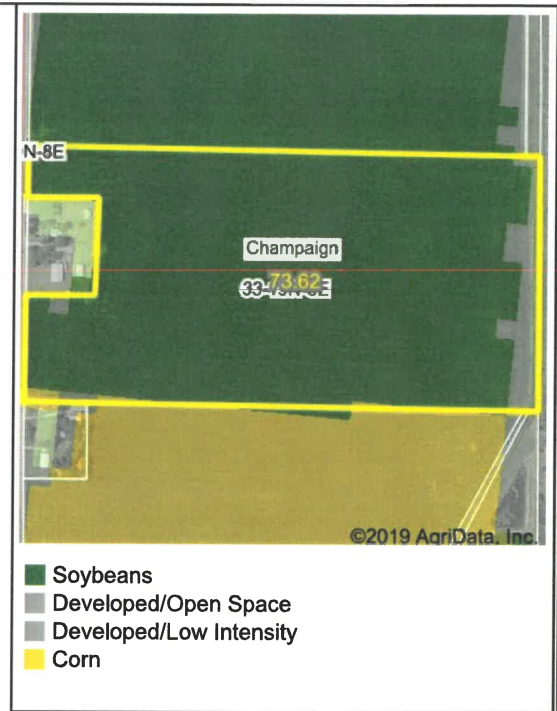 N-8E
Champaign
73.62
©2019 AgriData, Inc.
Soybeans
Developed/Open Space
Developed/Low Intensity
Corn